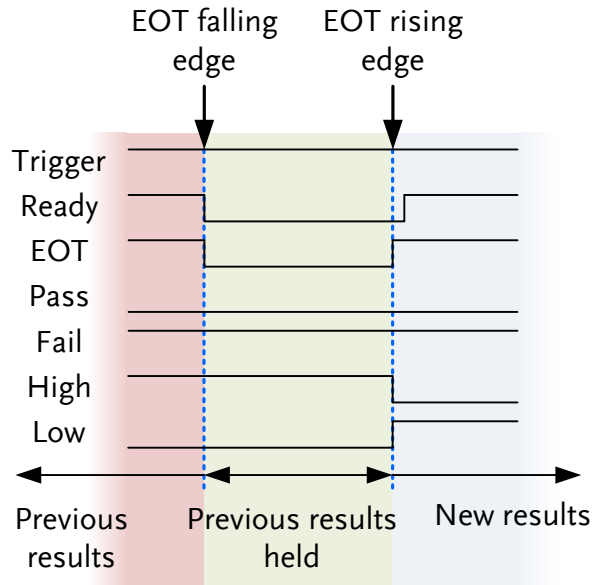 EOT falling
edge
EOT rising
edge
Trigger
Ready
EOT
Pass
Fail
High
Low
Previous
results
Previous results
held
New results